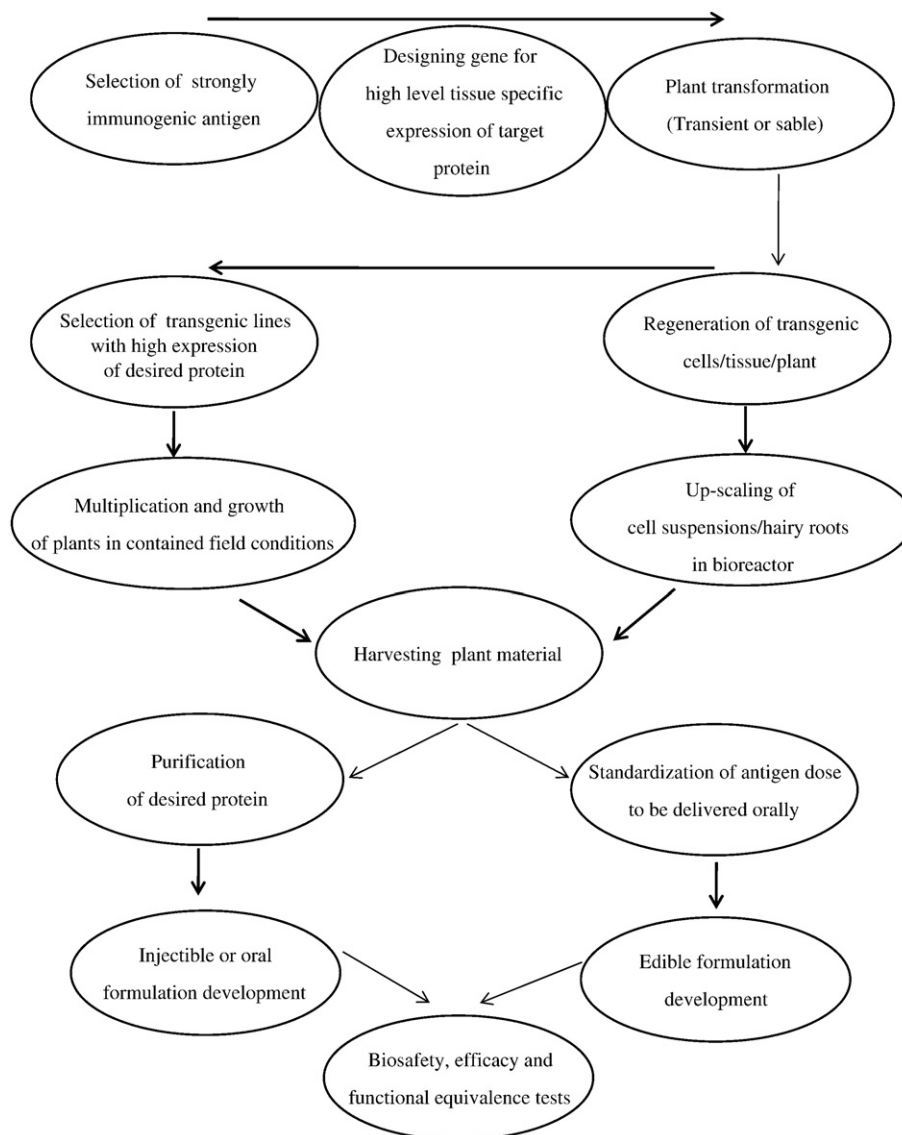 Selection of strongly
immunogenic antigen
Designing gene for
high level tissue specific
expression of target
protein
Plant transformation
(Transient or sable)
Selection of transgenic lines
with high expression
of desired protein
Regeneration of transgenic
cells/tissue/plant
Multiplication and growth
of plants in contained field conditions
Up-scaling of
cell suspensions/hairy roots
in bioreactor
Harvesting plant material
Purification
of desired protein
Standardization of antigen dose
to be delivered orally
Injectible or oral
formulation development
Edible formulation
development
Biosafety, efficacy and
functional equivalence tests